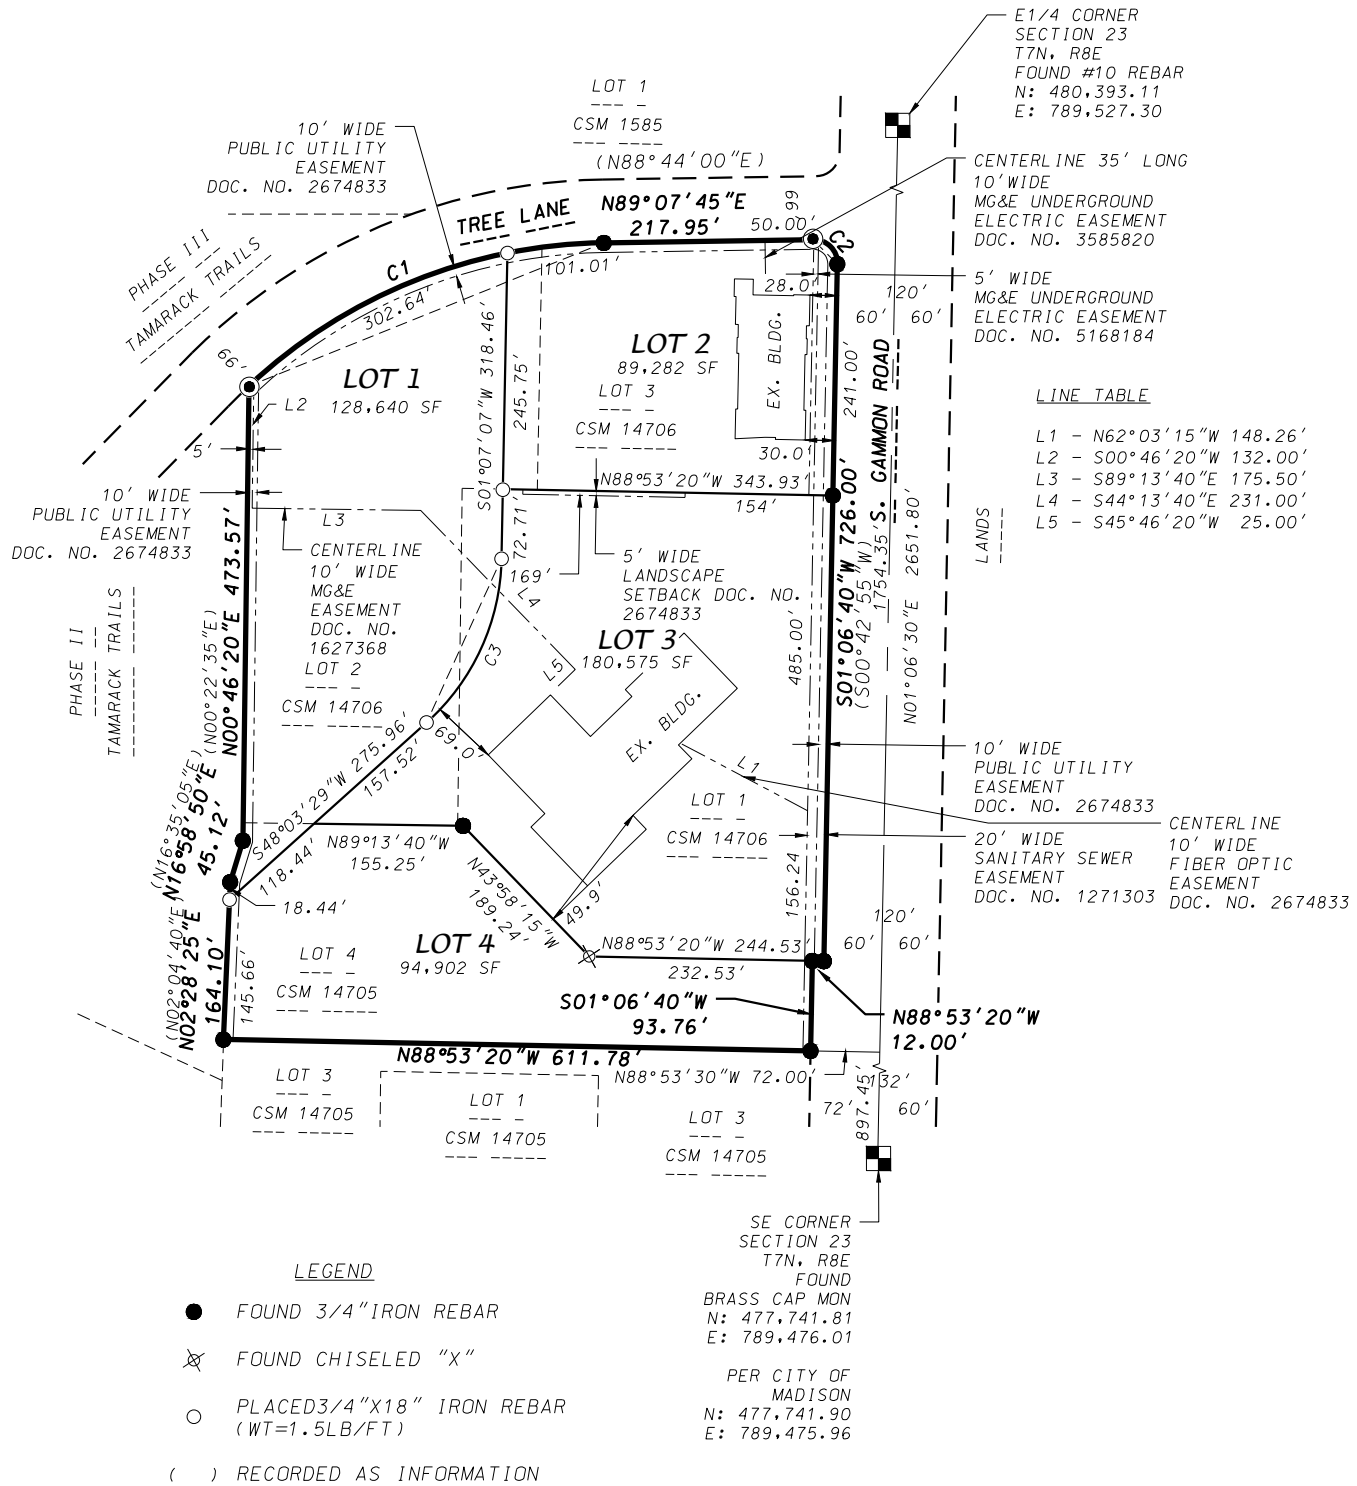 E1/4 CORNER
SECTION 23
T7N, R8E
FOUND #10 REBAR
N: 480,393.11
E: 789,527.30
LOT 1
CSM 1585
(N88°44'00"E)
10' WIDE
PUBLIC UTILITY
EASEMENT
DOC. NO. 2674833
CENTERLINE 35' LONG
10'WIDE
MG&E UNDERGROUND
ELECTRIC EASEMENT
DOC. NO. 3585820
PHASE III
TAMARACK TRAILS
TREE LANE
N89°07'45"E
217.95'
50.00'
66'
C2
C1
302.64'
101.01'
28.0'
120'
60' 60'
5' WIDE
MG&E UNDERGROUND
ELECTRIC EASEMENT
DOC. NO. 5168184
66'
LOT 1
128,640 SF
L2
LOT 2
89,282 SF
LOT 3
CSM 14706
EX. BLDG.
30.0'
S01°07'07"W 318.46'
245.75'
241.00'
S. GAMMON ROAD
LINE TABLE
L1 - N62°03'15"W 148.26'
L2 - S00°46'20"W 132.00'
L3 - S89°13'40"E 175.50'
L4 - S44°13'40"E 231.00'
L5 - S45°46'20"W 25.00'
5'
10' WIDE
PUBLIC UTILITY
EASEMENT
DOC. NO. 2674833
N88°53'20"W 343.93'
154'
L3
CENTERLINE
10' WIDE
MG&E
EASEMENT
DOC. NO.
1627368
LOT 2
CSM 14706
72.71'
169'
5' WIDE
LANDSCAPE
SETBACK DOC. NO.
2674833
L4
C3
L5
LOT 3
180,575 SF
EX. BLDG.
L1
485.00'
S01°06'40"W 726.00'
(S00°42'55"W)
1754.35'
N01°06'30"E 2651.80'
LANDS
PHASE II
TAMARACK TRAILS
(N00°22'35"E)
N00°46'20"E 473.57'
(N16°35'05"E)
N16°58'50"E
45.12'
S48°03'29"W 275.96'
157.52'
118.44'
69.0'
10' WIDE
PUBLIC UTILITY
EASEMENT
DOC. NO. 2674833
LOT 1
CSM 14706
CENTERLINE
10' WIDE
FIBER OPTIC
EASEMENT
DOC. NO. 2674833
20' WIDE
SANITARY SEWER
EASEMENT
DOC. NO. 1271303
N89°13'40"W
155.25'
N43°58'15"W
189.24'
49.9'
156.24
18.44'
(N02°04'40"E)
N02°28'25"E
164.10'
145.66'
LOT 4
94,902 SF
LOT 4
CSM 14705
N88°53'20"W 244.53'
232.53'
120'
60' 60'
S01°06'40"W
93.76'
N88°53'20"W
12.00'
N88°53'20"W 611.78'
N88°53'30"W 72.00'
LOT 3
CSM 14705
LOT 1
CSM 14705
LOT 3
CSM 14705
132'
72' 60'
897.45'
SE CORNER
SECTION 23
T7N, R8E
FOUND
BRASS CAP MON
N: 477,741.81
E: 789,476.01
PER CITY OF
MADISON
N: 477,741.90
E: 789,475.96
LEGEND
FOUND 3/4"IRON REBAR
FOUND CHISELED "X"
PLACED3/4"X18" IRON REBAR
(WT=1.5LB/FT)
( ) RECORDED AS INFORMATION